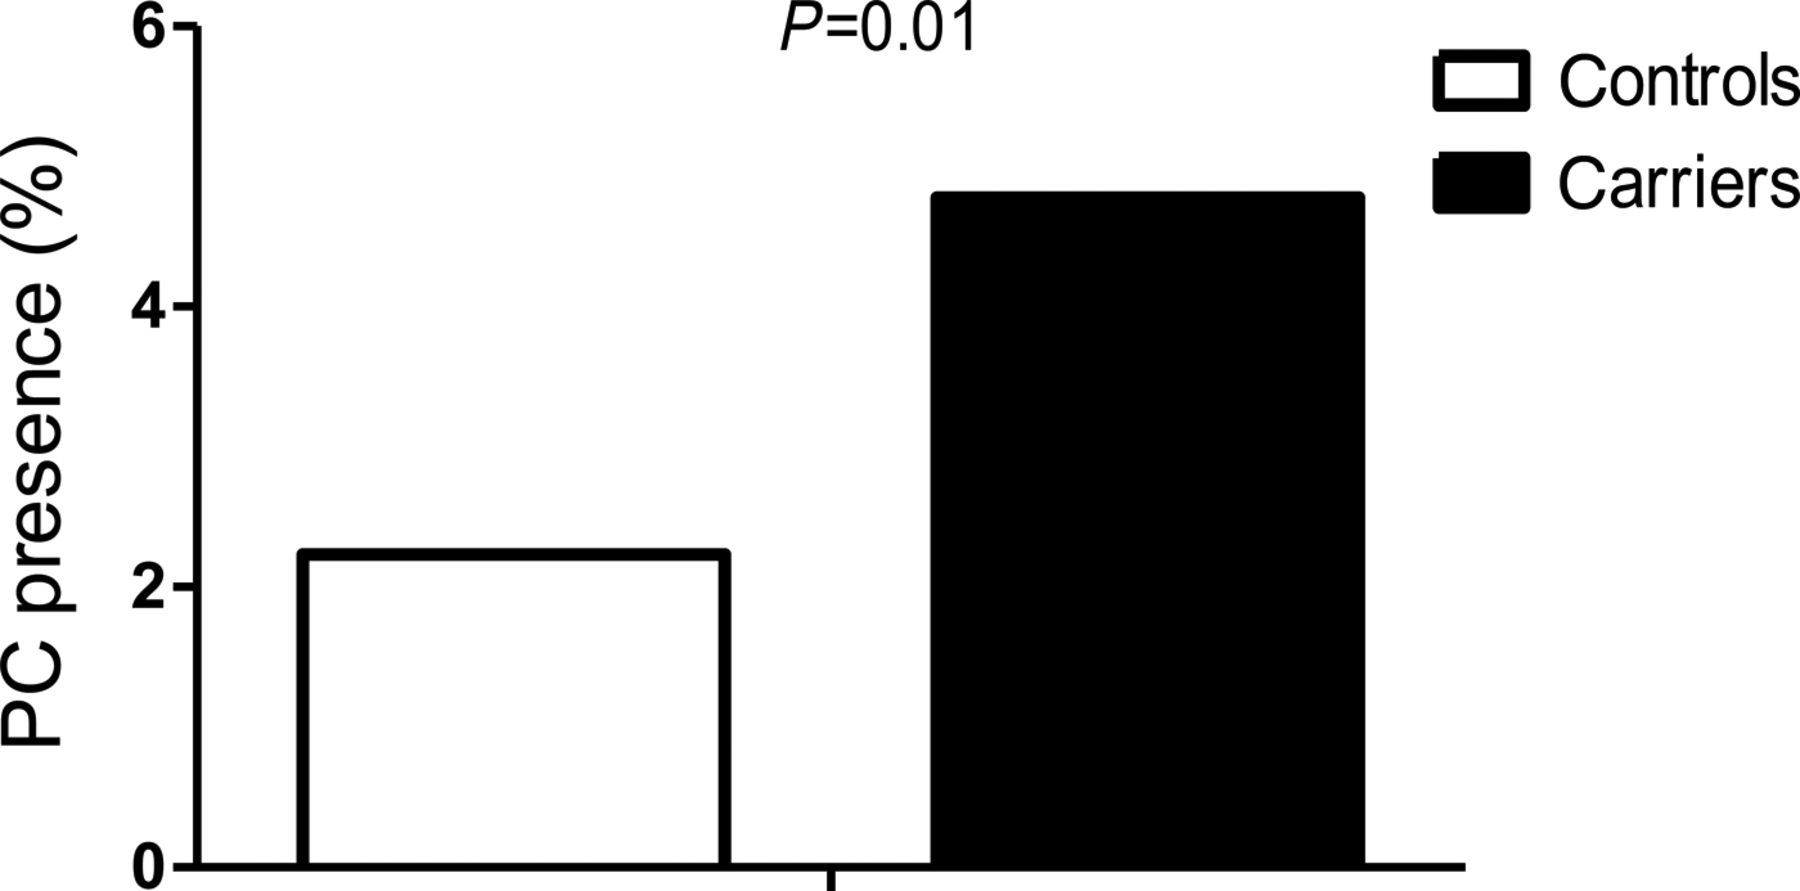 P=0.01
Controls
Carriers
PC presence (%)
6
4
2
0